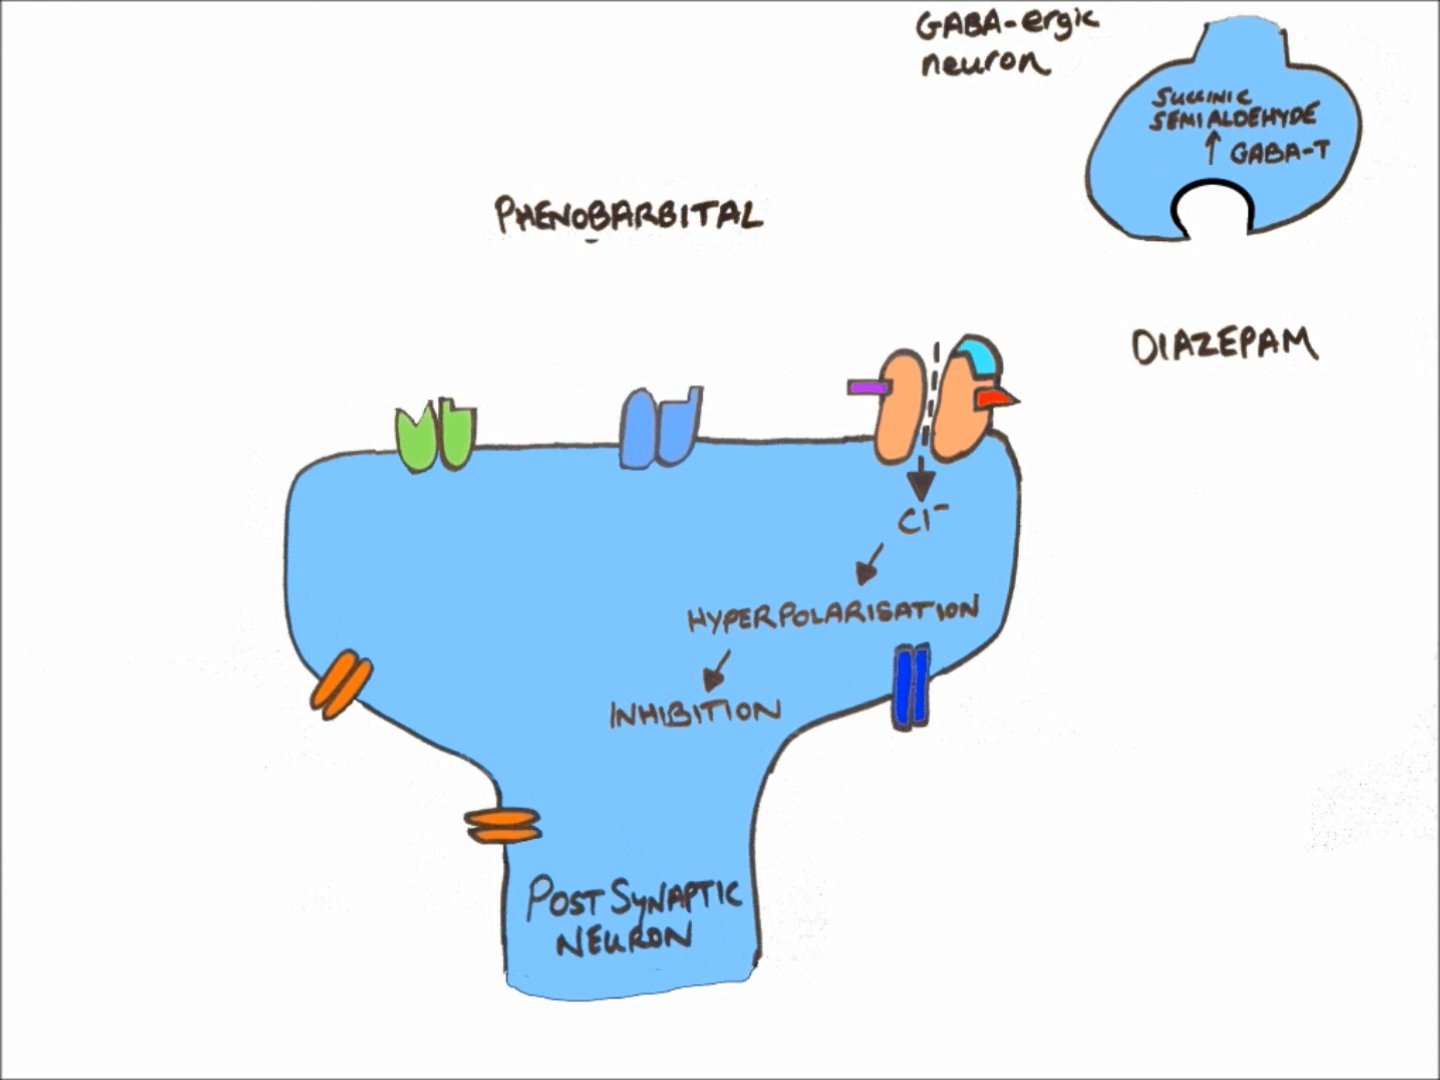 GABA-ergic
neuron
SUCCINIC
SEMIALDEHYDE
↑ GABA-T
PHENOBARBITAL
DIAZEPAM
Cl⁻
HYPERPOLARISATION
INHIBITION
POST SYNAPTIC
NEURON